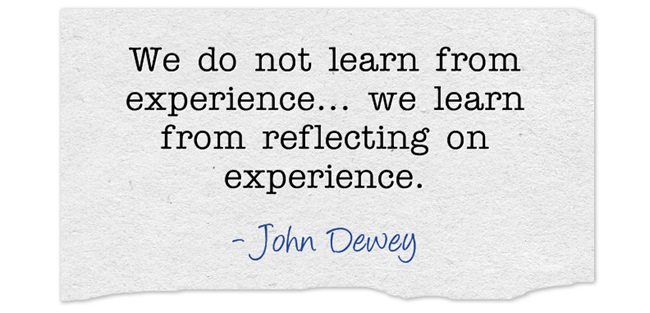 We do not learn from
experience... we learn
from reflecting on
experience.
- John Dewey